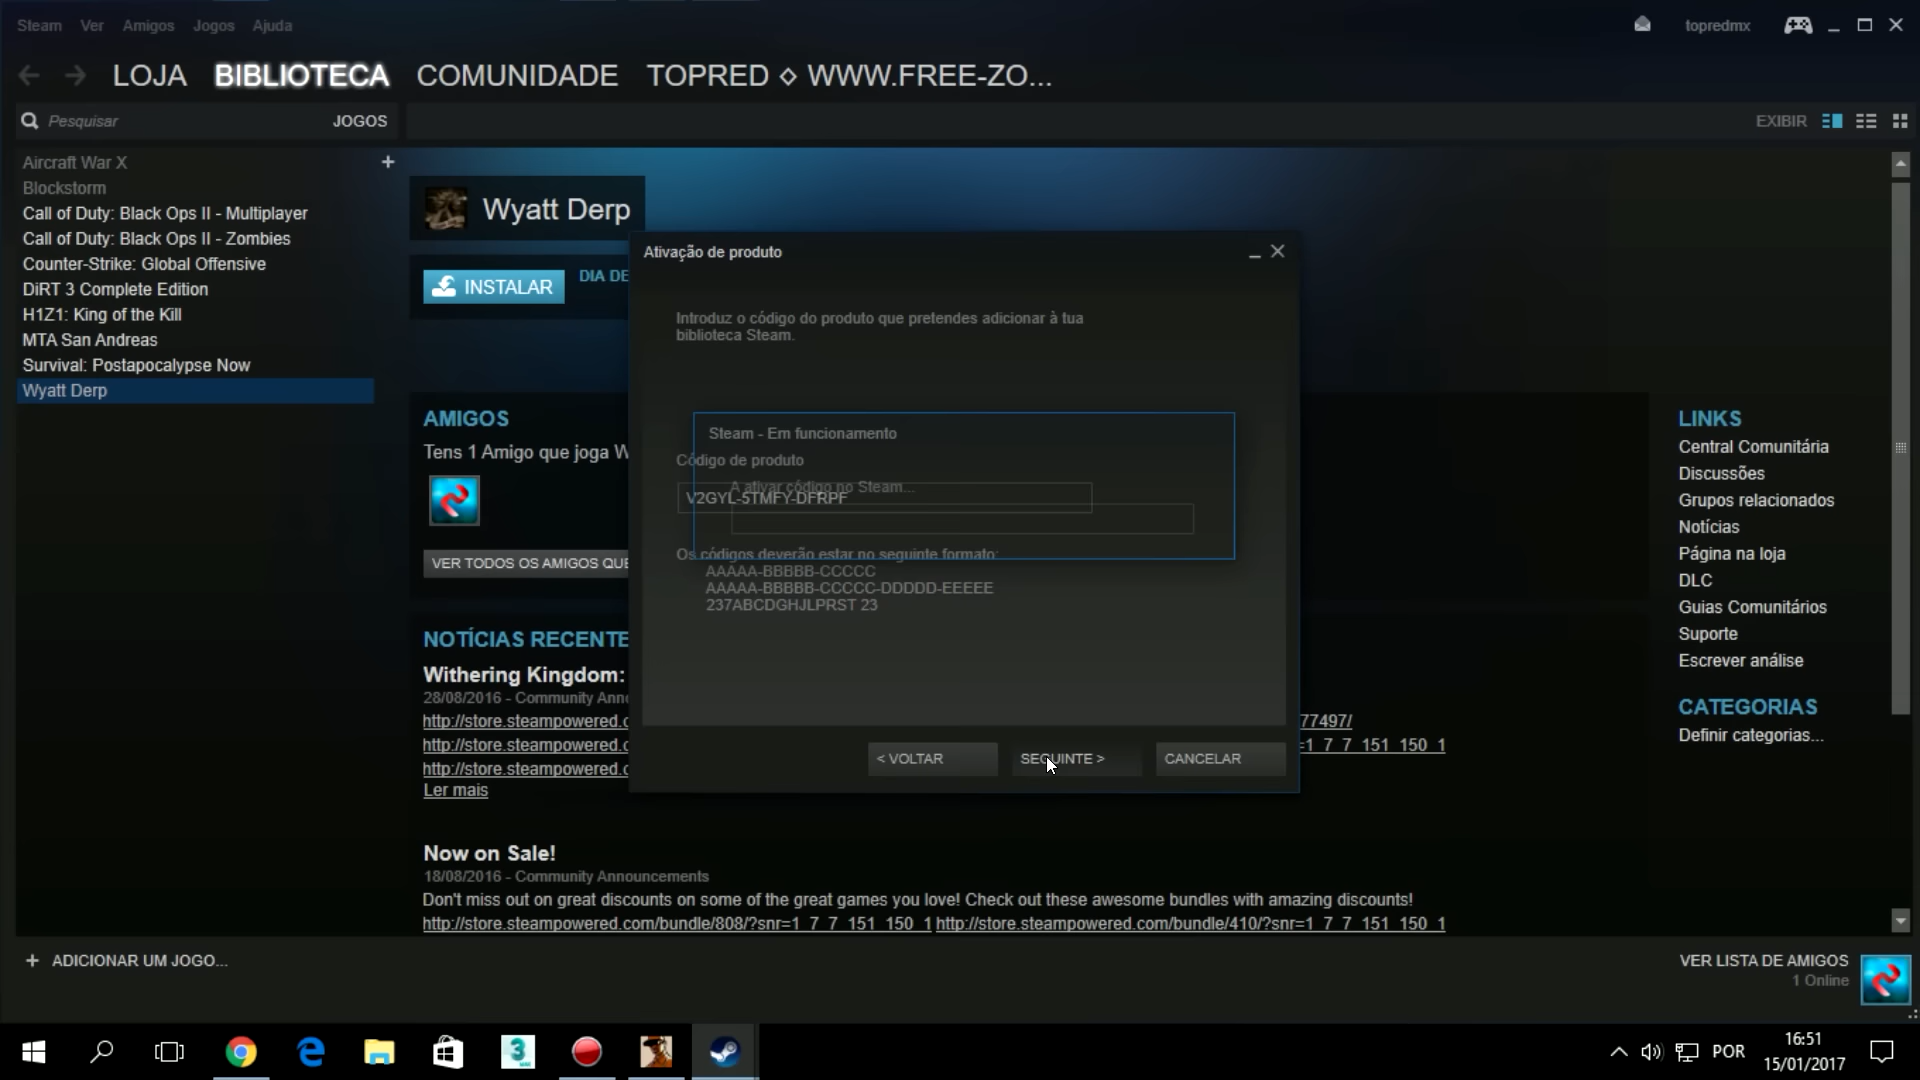 Steam Ver Amigos Jogos Ajuda
topredmx
LOJA BIBLIOTECA COMUNIDADE TOPRED ◇ WWW.FREE-ZO...
Pesquisar
JOGOS
EXIBIR
Aircraft War X
Blockstorm
Call of Duty: Black Ops II - Multiplayer
Call of Duty: Black Ops II - Zombies
Counter-Strike: Global Offensive
DiRT 3 Complete Edition
H1Z1: King of the Kill
MTA San Andreas
Survival: Postapocalypse Now
Wyatt Derp
+
Wyatt Derp
INSTALAR
DIA DE
AMIGOS
Tens 1 Amigo que joga W
VER TODOS OS AMIGOS QUE
NOTÍCIAS RECENTE
Withering Kingdom:
28/08/2016 - Community Anno
http://store.steampowered.c
77497/
http://store.steampowered.c
=1_7_7_151_150_1
http://store.steampowered.c
Ler mais
Now on Sale!
18/08/2016 - Community Announcements
Don't miss out on great discounts on some of the great games you love! Check out these awesome bundles with amazing discounts!
http://store.steampowered.com/bundle/808/?snr=1_7_7_151_150_1 http://store.steampowered.com/bundle/410/?snr=1_7_7_151_150_1
Ativação de produto
Introduz o código do produto que pretendes adicionar à tua
biblioteca Steam.
Steam - Em funcionamento
Código de produto
A ativar código no Steam...
V2GYL-5TMFY-DFRPF
Os códigos deverão estar no seguinte formato:
AAAAA-BBBBB-CCCCC
AAAAA-BBBBB-CCCCC-DDDDD-EEEEE
237ABCDGHJLPRST 23
< VOLTAR
SEGUINTE >
CANCELAR
LINKS
Central Comunitária
Discussões
Grupos relacionados
Notícias
Página na loja
DLC
Guias Comunitários
Suporte
Escrever análise
CATEGORIAS
Definir categorias...
+ ADICIONAR UM JOGO...
VER LISTA DE AMIGOS
1 Online
POR
16:51
15/01/2017